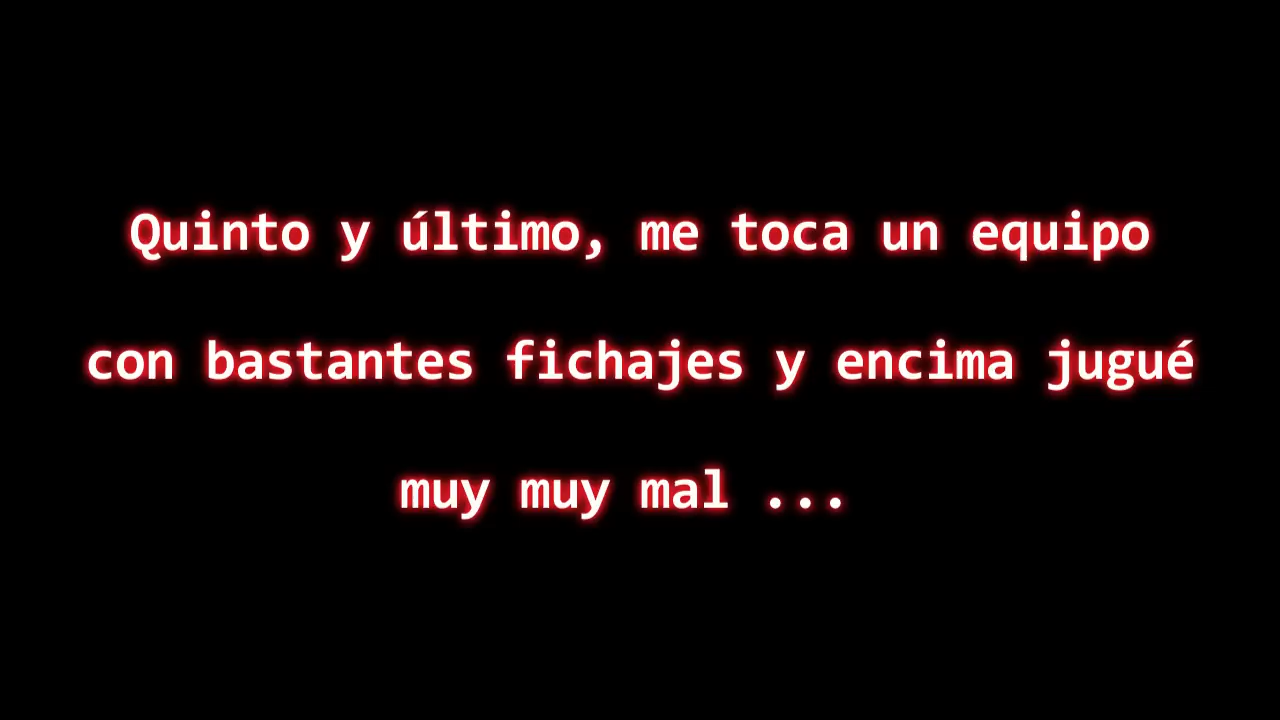 Quinto y último, me toca un equipo
con bastantes fichajes y encima jugué
muy muy mal ...